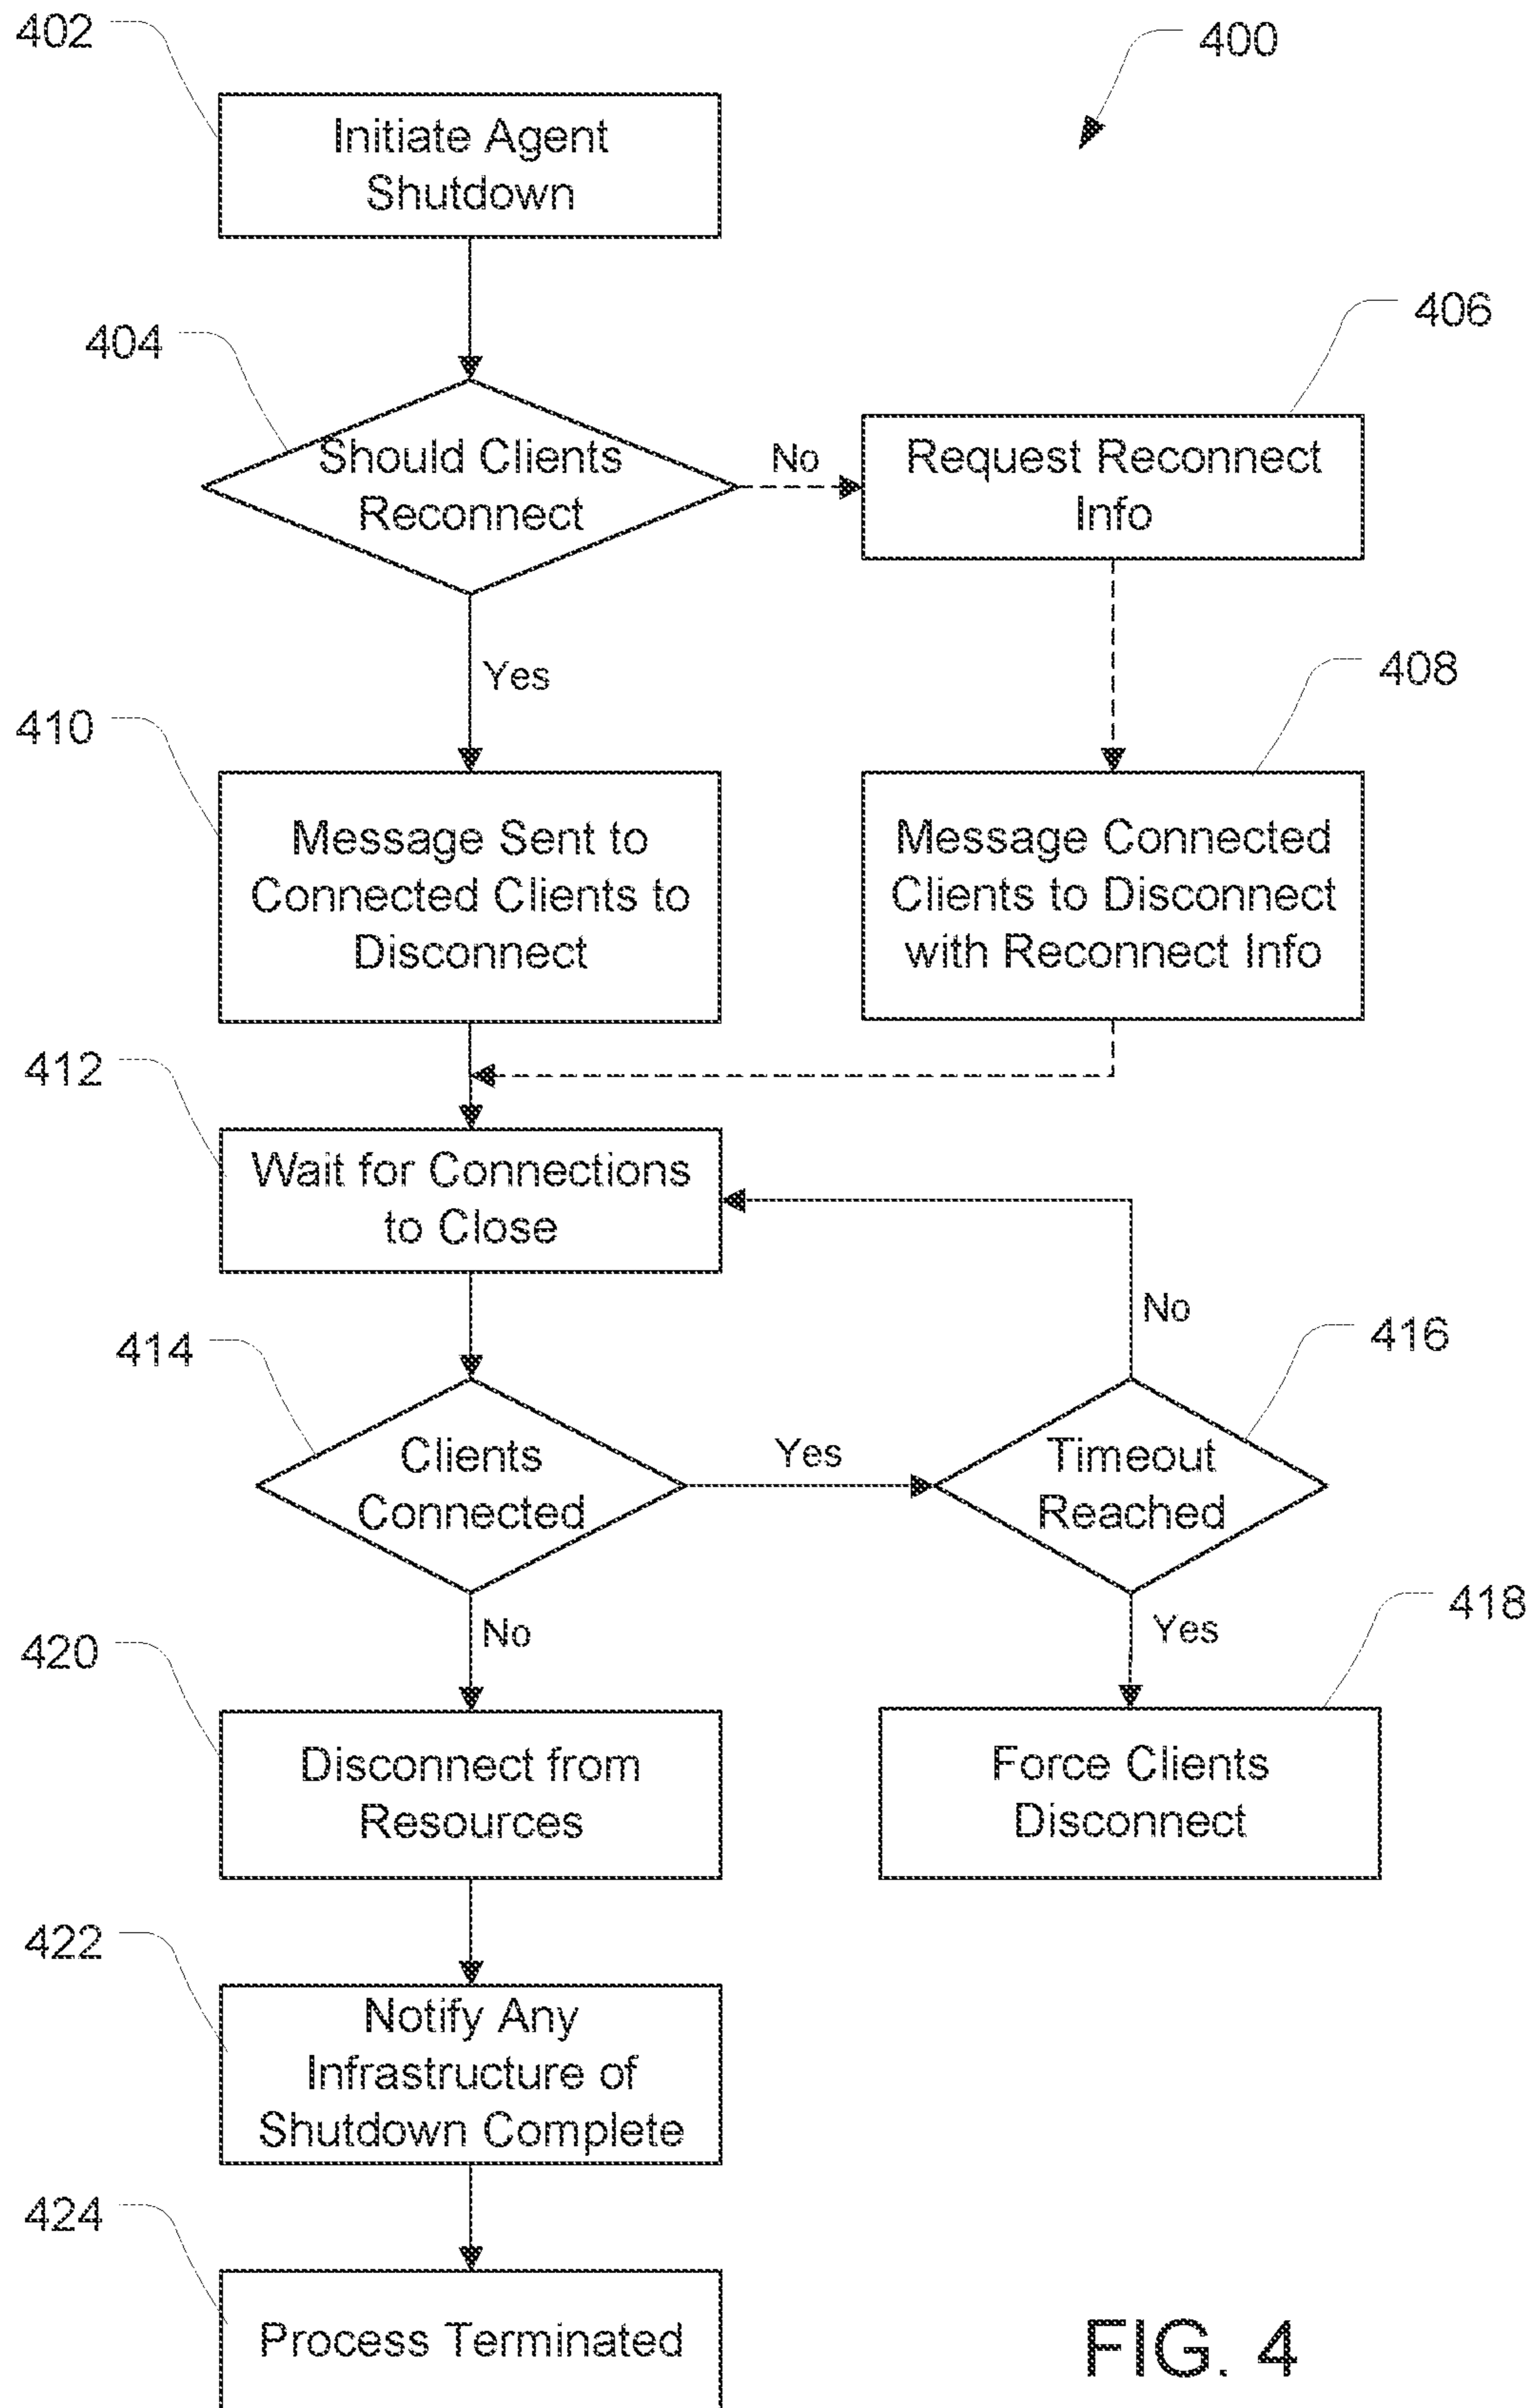 402
400
Initiate Agent
Shutdown
404
406
Should Clients
Reconnect
No
Request Reconnect
Info
Yes
408
410
Message Sent to
Connected Clients to
Disconnect
Message Connected
Clients to Disconnect
with Reconnect Info
412
Wait for Connections
to Close
No
414
416
Clients
Connected
Yes
Timeout
Reached
418
No
Yes
420
Disconnect from
Resources
Force Clients
Disconnect
422
Notify Any
Infrastructure of
Shutdown Complete
424
Process Terminated
FIG. 4